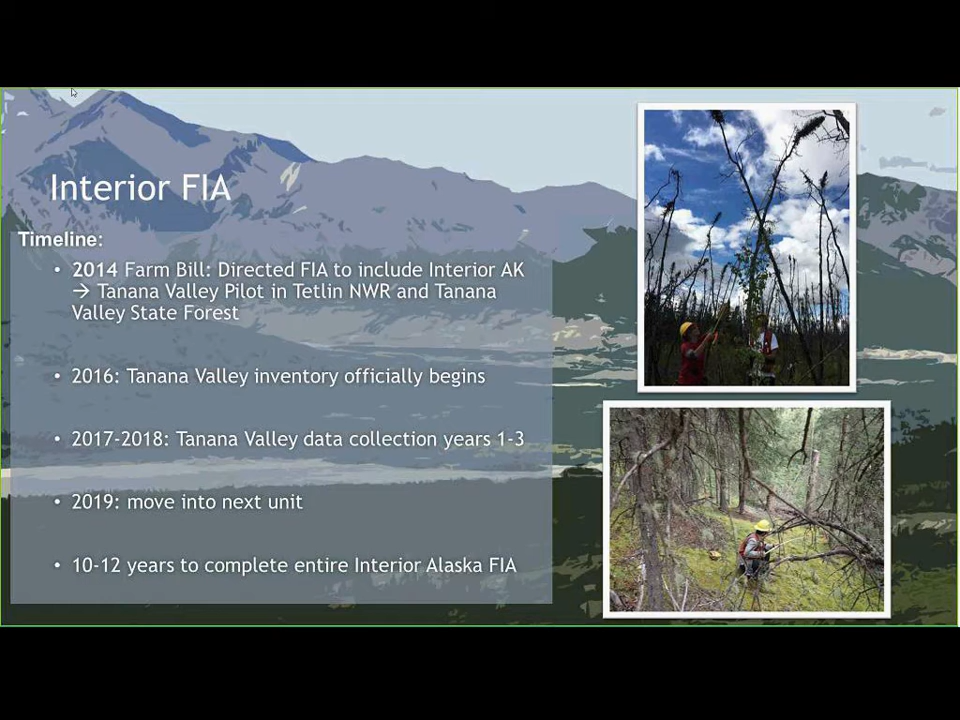 Interior FIA
Timeline:
• 2014 Farm Bill: Directed FIA to include Interior AK
→ Tanana Valley Pilot in Tetlin NWR and Tanana
Valley State Forest
• 2016: Tanana Valley inventory officially begins
• 2017-2018: Tanana Valley data collection years 1-3
• 2019: move into next unit
• 10-12 years to complete entire Interior Alaska FIA